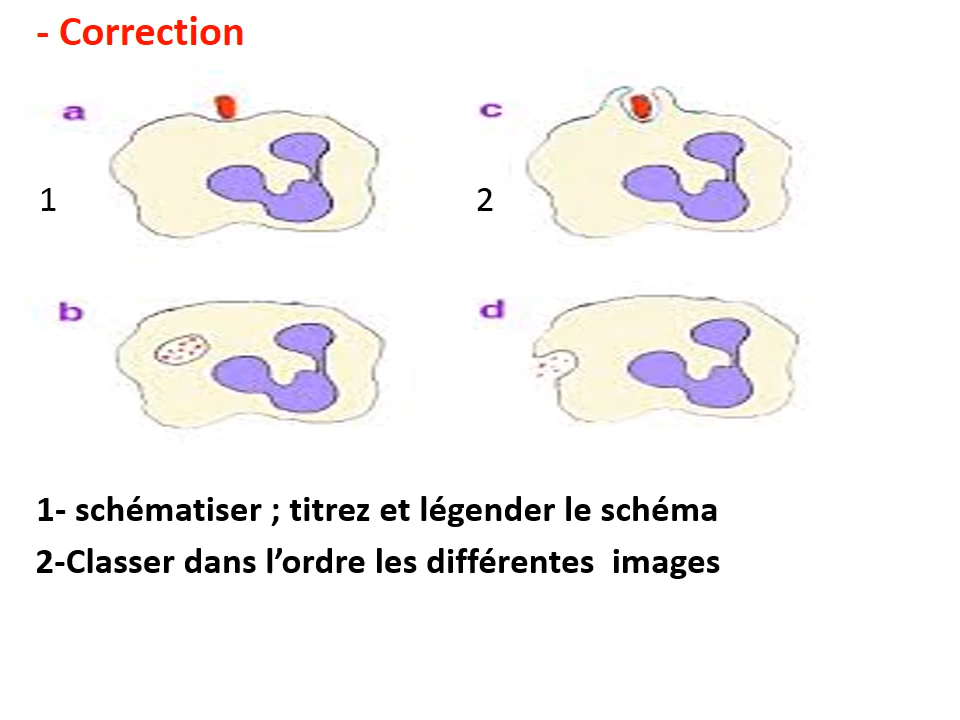 - Correction
a
c
1
2
b
d
1- schématiser ; titrez et légender le schéma
2-Classer dans l’ordre les différentes  images